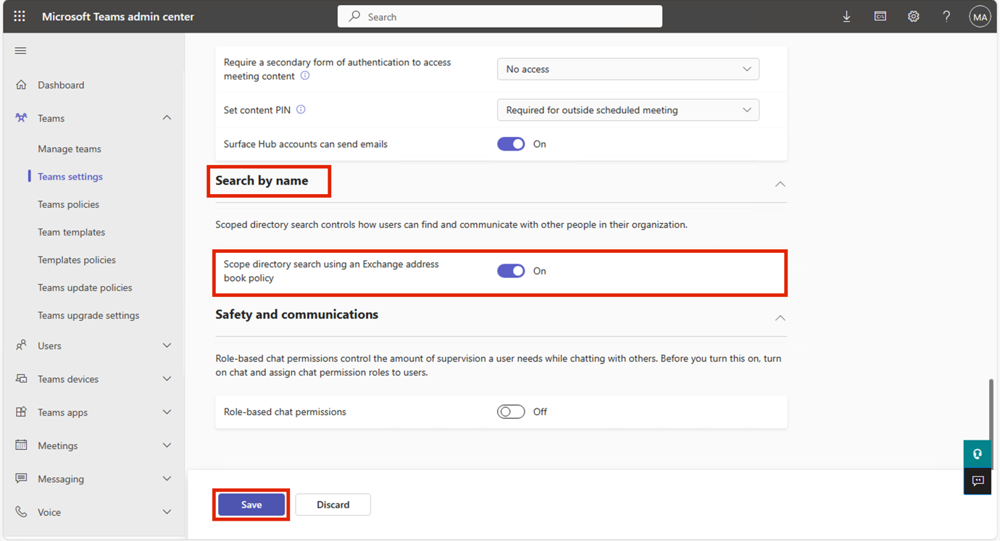 Microsoft Teams admin center
Search
MA
Dashboard
Teams
Manage teams
Teams settings
Teams policies
Team templates
Templates policies
Teams update policies
Teams upgrade settings
Users
Teams devices
Teams apps
Meetings
Messaging
Voice
Require a secondary form of authentication to access
meeting content
No access
Set content PIN
Required for outside scheduled meeting
Surface Hub accounts can send emails
On
Search by name
Scoped directory search controls how users can find and communicate with other people in their organization.
Scope directory search using an Exchange address
book policy
On
Safety and communications
Role-based chat permissions control the amount of supervision a user needs while chatting with others. Before you turn this on, turn
on chat and assign chat permission roles to users.
Role-based chat permissions
Off
Save
Discard